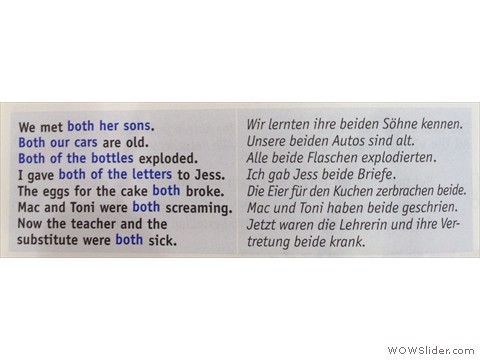 We met both her sons.
Both our cars are old.
Both of the bottles exploded.
I gave both of the letters to Jess.
The eggs for the cake both broke.
Mac and Toni were both screaming.
Now the teacher and the
substitute were both sick.
Wir lernten ihre beiden Söhne kennen.
Unsere beiden Autos sind alt.
Alle beide Flaschen explodierten.
Ich gab Jess beide Briefe.
Die Eier für den Kuchen zerbrachen beide.
Mac und Toni haben beide geschrien.
Jetzt waren die Lehrerin und ihre Ver-
tretung beide krank.
WOWSlider.com